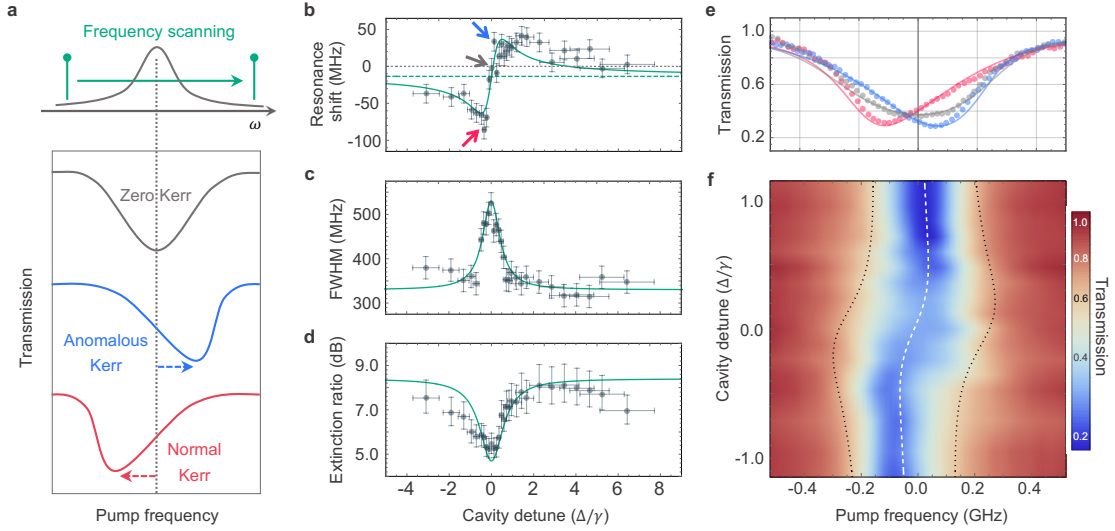 a
Frequency scanning
ω
Zero Kerr
Anomalous
Kerr
Normal
Kerr
Transmission
Pump frequency
b
Resonance
shift (MHz)
50
0
-50
-100
c
FWHM (MHz)
500
400
300
d
Extinction ratio (dB)
9.0
7.0
5.0
-4
-2
0
2
4
6
8
Cavity detune (Δ/γ)
e
Transmission
1.0
0.6
0.2
f
Cavity detune (Δ/γ)
1.0
0.0
-1.0
-0.4
0.0
0.4
Pump frequency (GHz)
1.0
0.8
0.6
0.4
0.2
Transmission